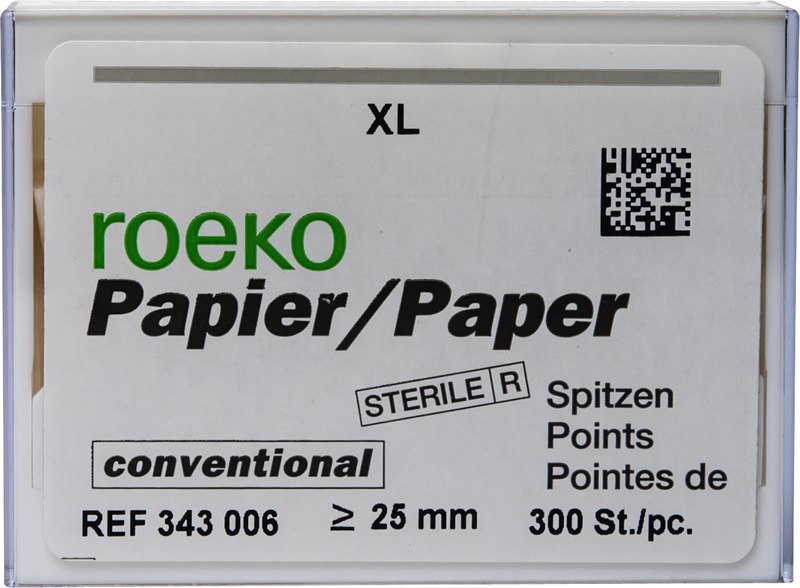 XL
roeko
Papier/Paper
STERILE R
Spitzen
Points
Pointes de
conventional
REF 343 006 ≥ 25 mm 300 St./pc.